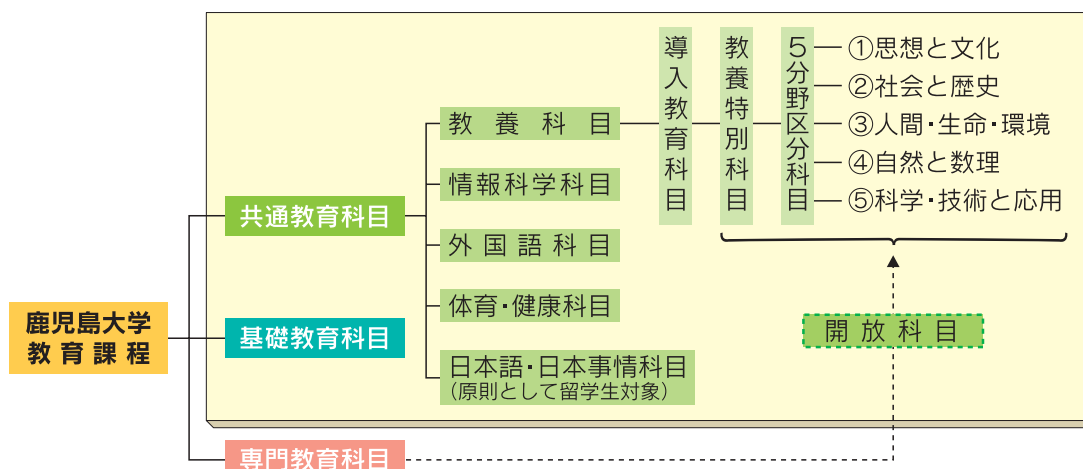 鹿児島大学
教育課程
共通教育科目
基礎教育科目
専門教育科目
教養科目
情報科学科目
外国語科目
体育・健康科目
日本語・日本事情科目
(原則として留学生対象)
導入教育科目
教養特別科目
5分野区分科目
①思想と文化
②社会と歴史
③人間・生命・環境
④自然と数理
⑤科学・技術と応用
開放科目